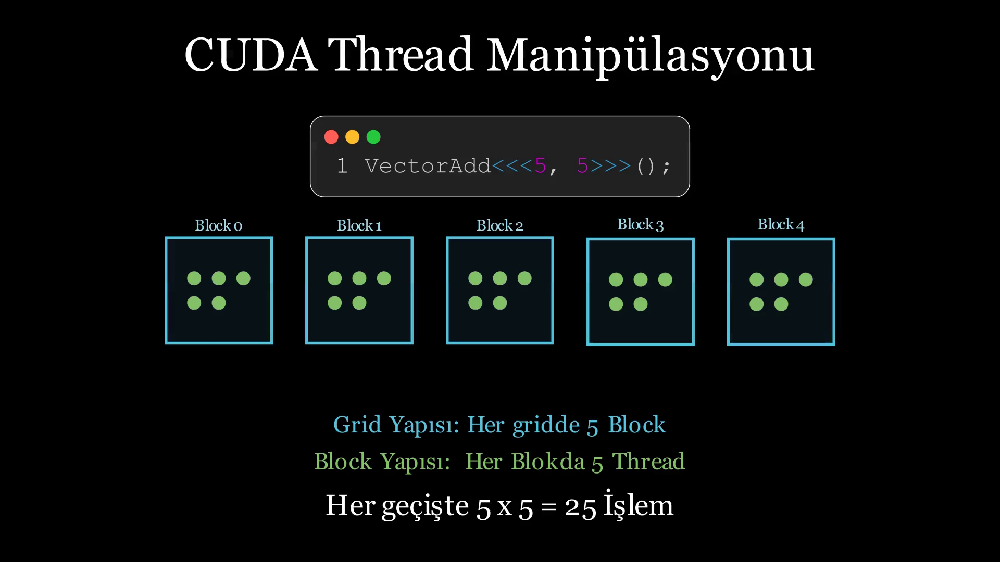 CUDA Thread Manipülasyonu
1 VectorAdd<<<5, 5>>>();
Block 0 Block 1 Block 2 Block 3 Block 4
Grid Yapısı: Her gridde 5 Block
Block Yapısı: Her Blokda 5 Thread
Her geçişte 5 x 5 = 25 İşlem